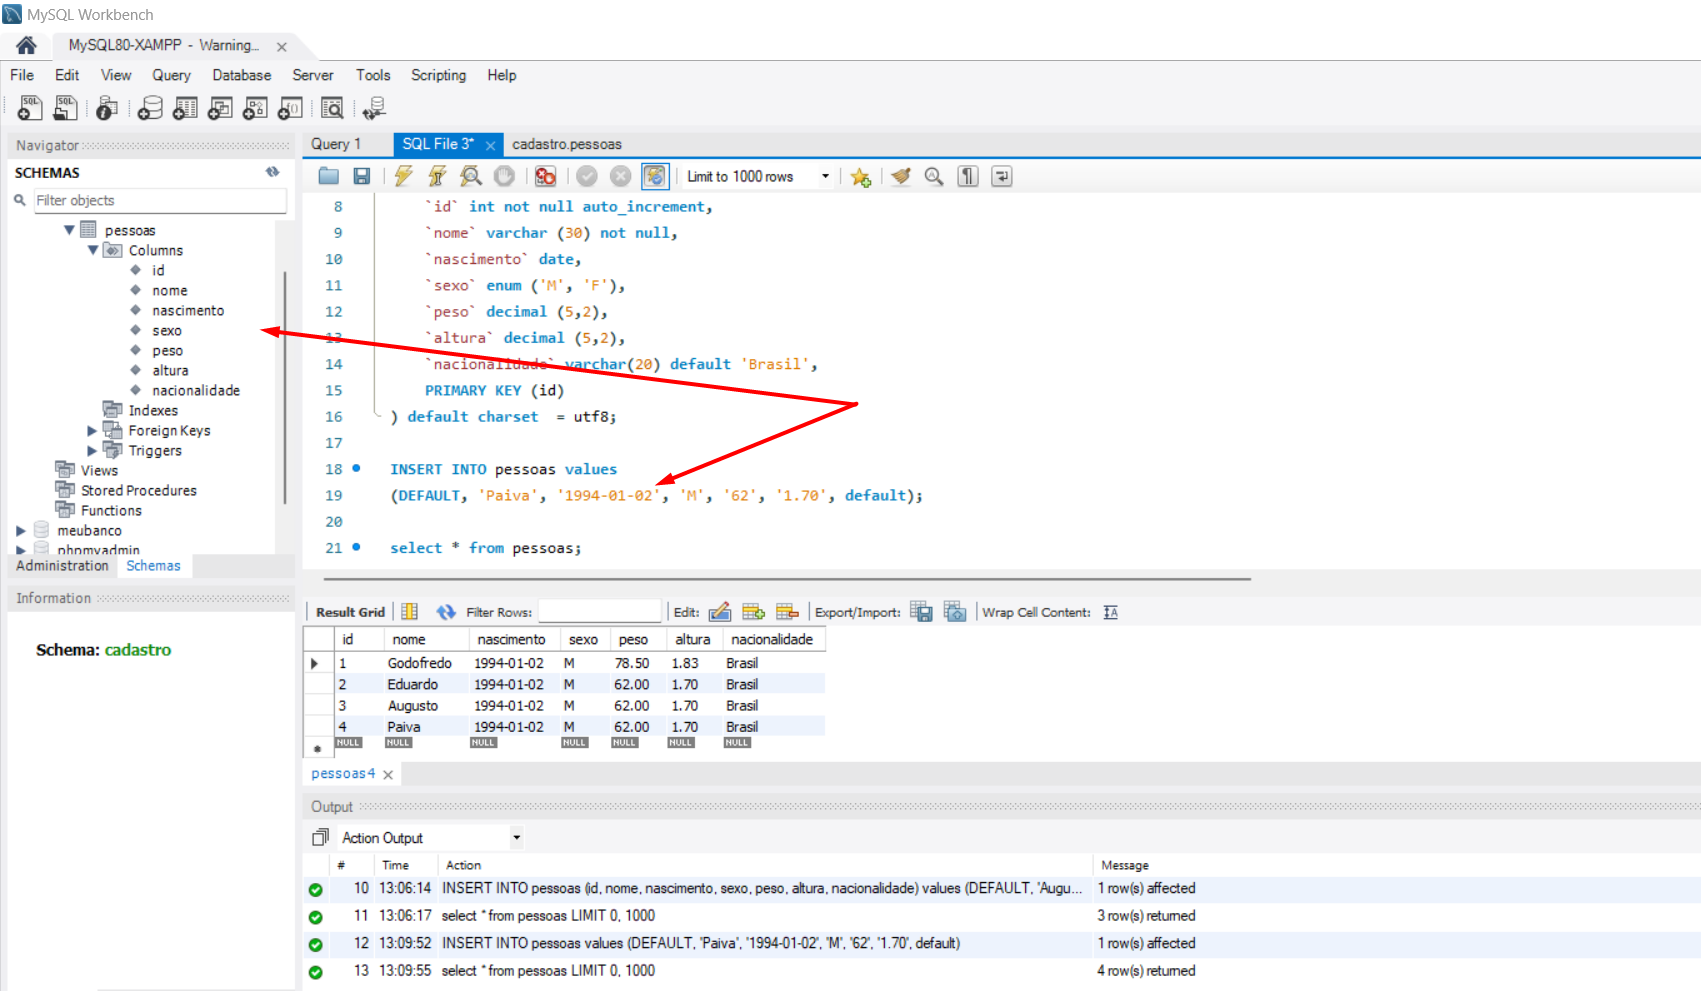 MySQL Workbench
MySQL80-XAMPP - Warning...
File Edit View Query Database Server Tools Scripting Help
Navigator
SCHEMAS
Filter objects
pessoas
Columns
id
nome
nascimento
sexo
peso
altura
nacionalidade
Indexes
Foreign Keys
Triggers
Views
Stored Procedures
Functions
meubanco
phpmyadmin
Administration Schemas
Information
Schema: cadastro
Query 1 SQL File 3* cadastro.pessoas
Limit to 1000 rows
8 `id` int not null auto_increment,
9 `nome` varchar (30) not null,
10 `nascimento` date,
11 `sexo` enum ('M', 'F'),
12 `peso` decimal (5,2),
13 `altura` decimal (5,2),
14 `nacionalidade` varchar(20) default 'Brasil',
15 PRIMARY KEY (id)
16 ) default charset = utf8;
17
18 INSERT INTO pessoas values
19 (DEFAULT, 'Paiva', '1994-01-02', 'M', '62', '1.70', default);
20
21 select * from pessoas;
Result Grid Filter Rows: Edit: Export/Import: Wrap Cell Content:
id nome nascimento sexo peso altura nacionalidade
1 Godofredo 1994-01-02 M 78.50 1.83 Brasil
2 Eduardo 1994-01-02 M 62.00 1.70 Brasil
3 Augusto 1994-01-02 M 62.00 1.70 Brasil
4 Paiva 1994-01-02 M 62.00 1.70 Brasil
NULL NULL NULL NULL NULL NULL NULL
pessoas4
Output
Action Output
# Time Action Message
10 13:06:14 INSERT INTO pessoas (id, nome, nascimento, sexo, peso, altura, nacionalidade) values (DEFAULT, 'Augu... 1 row(s) affected
11 13:06:17 select * from pessoas LIMIT 0, 1000 3 row(s) returned
12 13:09:52 INSERT INTO pessoas values (DEFAULT, 'Paiva', '1994-01-02', 'M', '62', '1.70', default) 1 row(s) affected
13 13:09:55 select * from pessoas LIMIT 0, 1000 4 row(s) returned